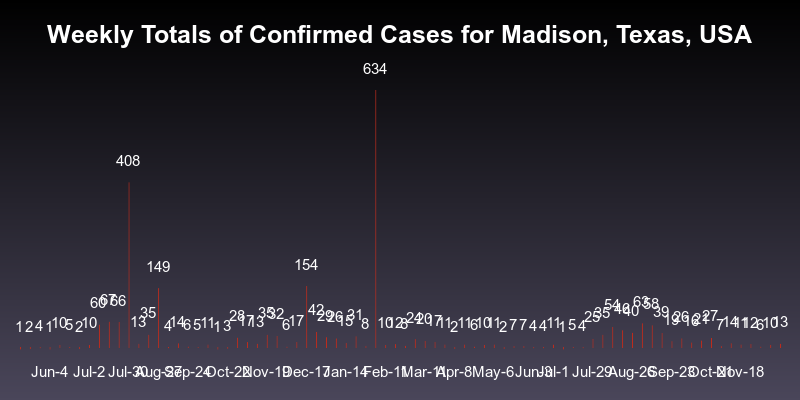 Weekly Totals of Confirmed Cases for Madison, Texas, USA
634
408
149
154
1 2 4 1 10 5 2 10 60 67 66 13 35 4 14 6 5 11 1 3 28 17 13 35 32 6 17 42 29 26 15 31 8 10 12 8 21 20 17 11 2 11 6 10 11 2 7 7 4 4 11 1 5 4 25 35 54 40 63 58 39 19 26 16 21 27 7 14 11 12 6 10 13
Jun-4 Jul-2 Jul-30 Aug-27 Sep-24 Oct-22 Nov-19 Dec-17 Jan-14 Feb-11 Mar-11 Apr-8 May-6 Jun-3 Jul-1 Jul-29 Aug-26 Sep-23 Oct-21 Nov-18